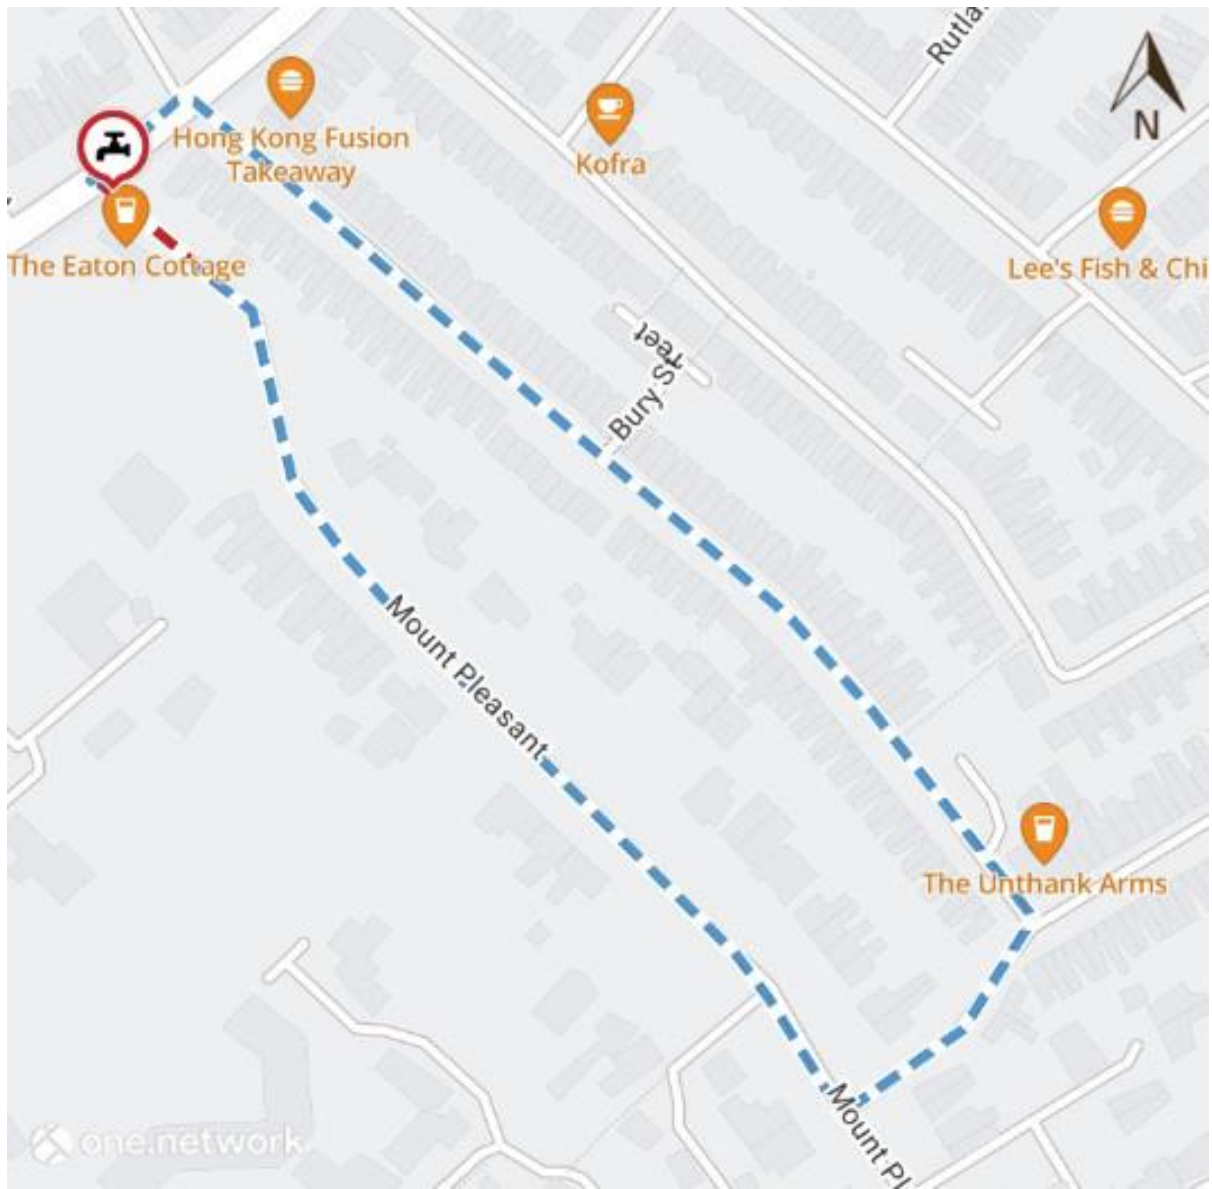 Rutla
N
Hong Kong Fusion
Takeaway
Kofra
The Eaton Cottage
Lee's Fish & Chi
Bury Street
Mount Pleasant
The Unthank Arms
Mount Pl
one.network